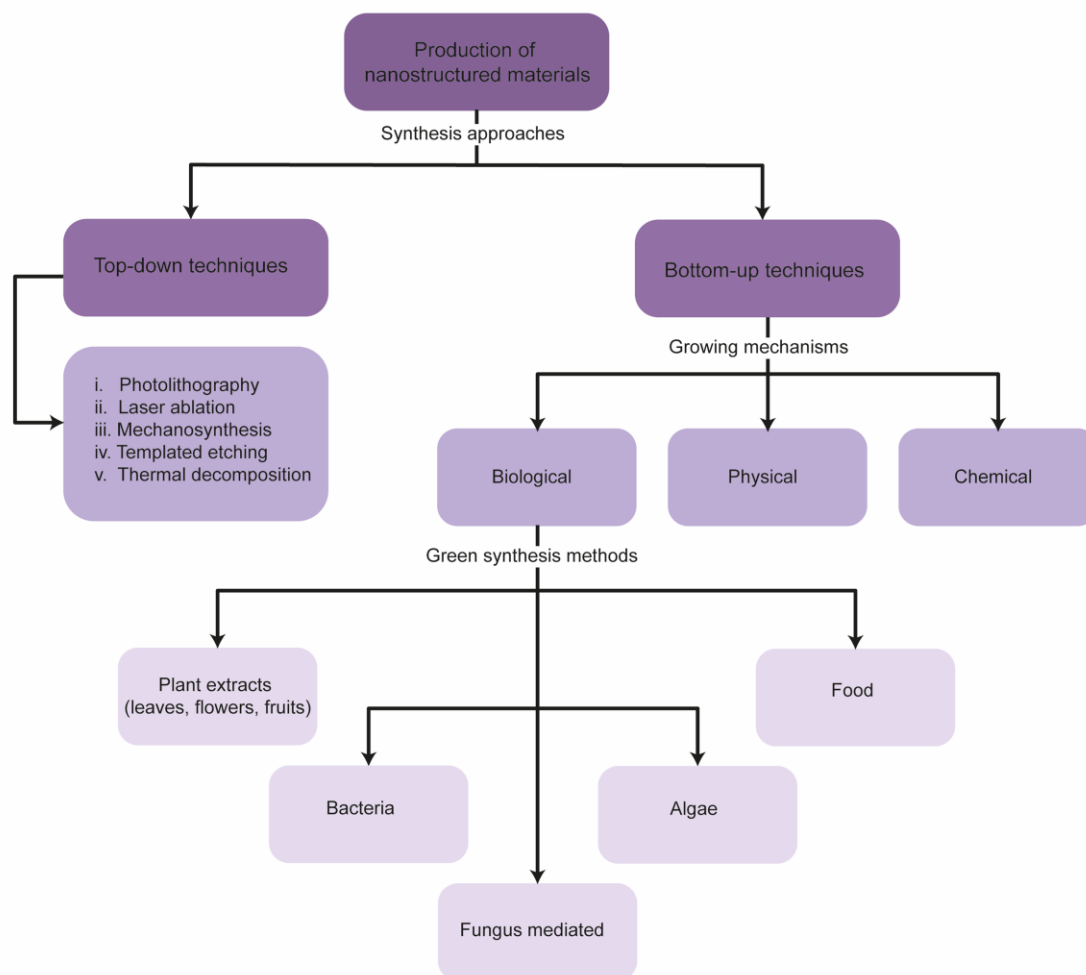 Production of
nanostructured materials
Synthesis approaches
Top-down techniques
Bottom-up techniques
Growing mechanisms
i. Photolithography
ii. Laser ablation
iii. Mechanosynthesis
iv. Templated etching
v. Thermal decomposition
Biological
Physical
Chemical
Green synthesis methods
Plant extracts
(leaves, flowers, fruits)
Food
Bacteria
Algae
Fungus mediated